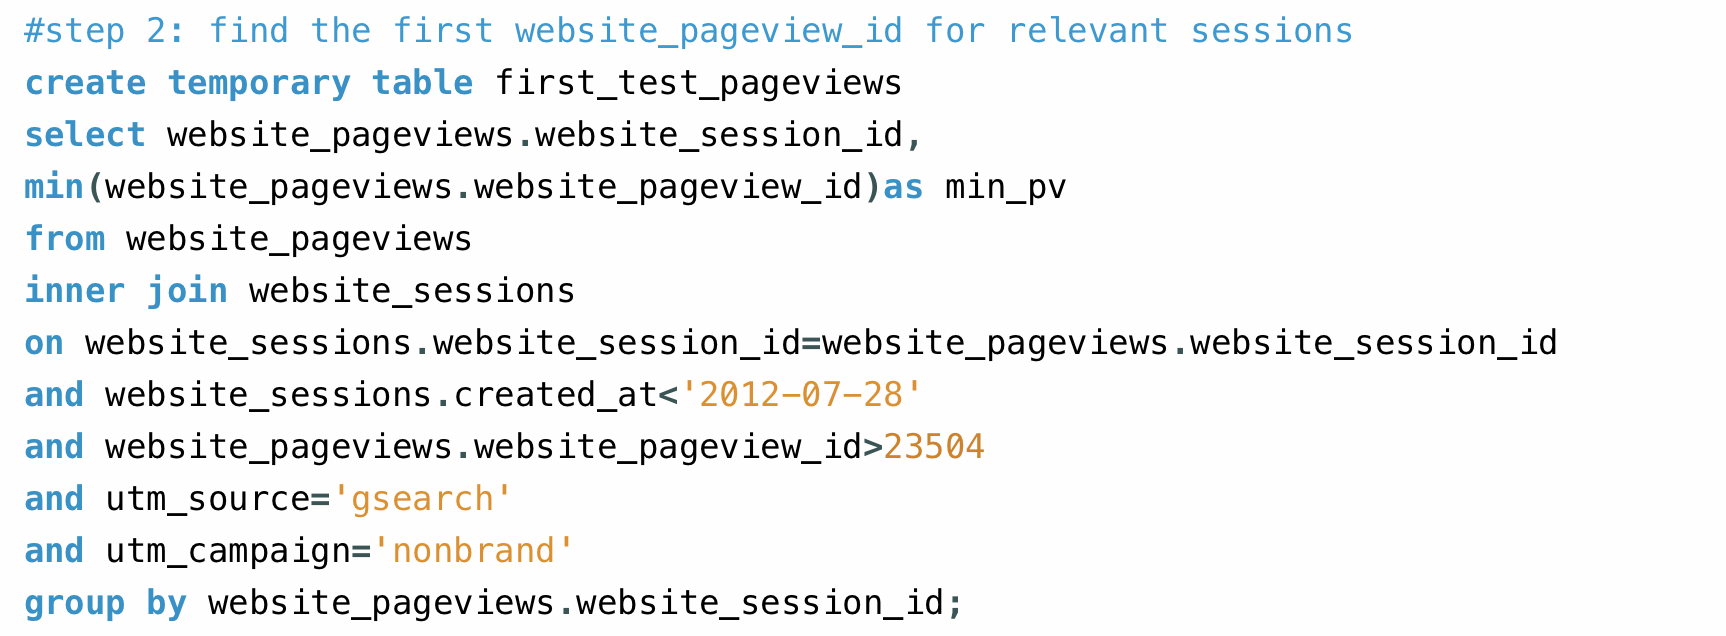 #step 2: find the first website_pageview_id for relevant sessions
create temporary table first_test_pageviews
select website_pageviews.website_session_id,
min(website_pageviews.website_pageview_id)as min_pv
from website_pageviews
inner join website_sessions
on website_sessions.website_session_id=website_pageviews.website_session_id
and website_sessions.created_at<'2012-07-28'
and website_pageviews.website_pageview_id>23504
and utm_source='gsearch'
and utm_campaign='nonbrand'
group by website_pageviews.website_session_id;